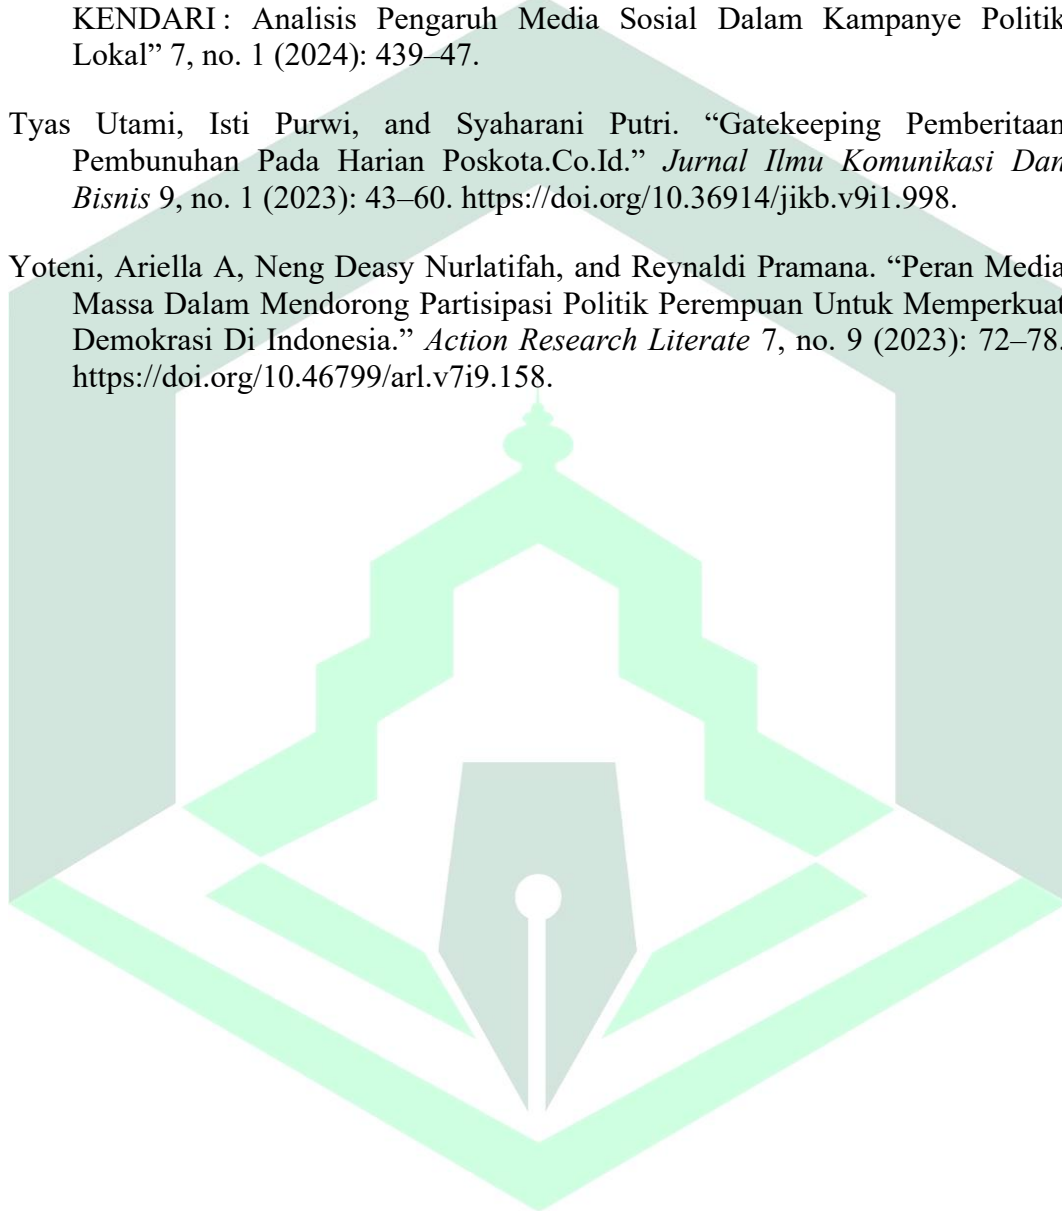 KENDARI : Analisis Pengaruh Media Sosial Dalam Kampanye Politik
Lokal” 7, no. 1 (2024): 439–47.
Tyas Utami, Isti Purwi, and Syaharani Putri. “Gatekeeping Pemberitaan
Pembunuhan Pada Harian Poskota.Co.Id.” Jurnal Ilmu Komunikasi Dan
Bisnis 9, no. 1 (2023): 43–60. https://doi.org/10.36914/jikb.v9i1.998.
Yoteni, Ariella A, Neng Deasy Nurlatifah, and Reynaldi Pramana. “Peran Media
Massa Dalam Mendorong Partisipasi Politik Perempuan Untuk Memperkuat
Demokrasi Di Indonesia.” Action Research Literate 7, no. 9 (2023): 72–78.
https://doi.org/10.46799/arl.v7i9.158.